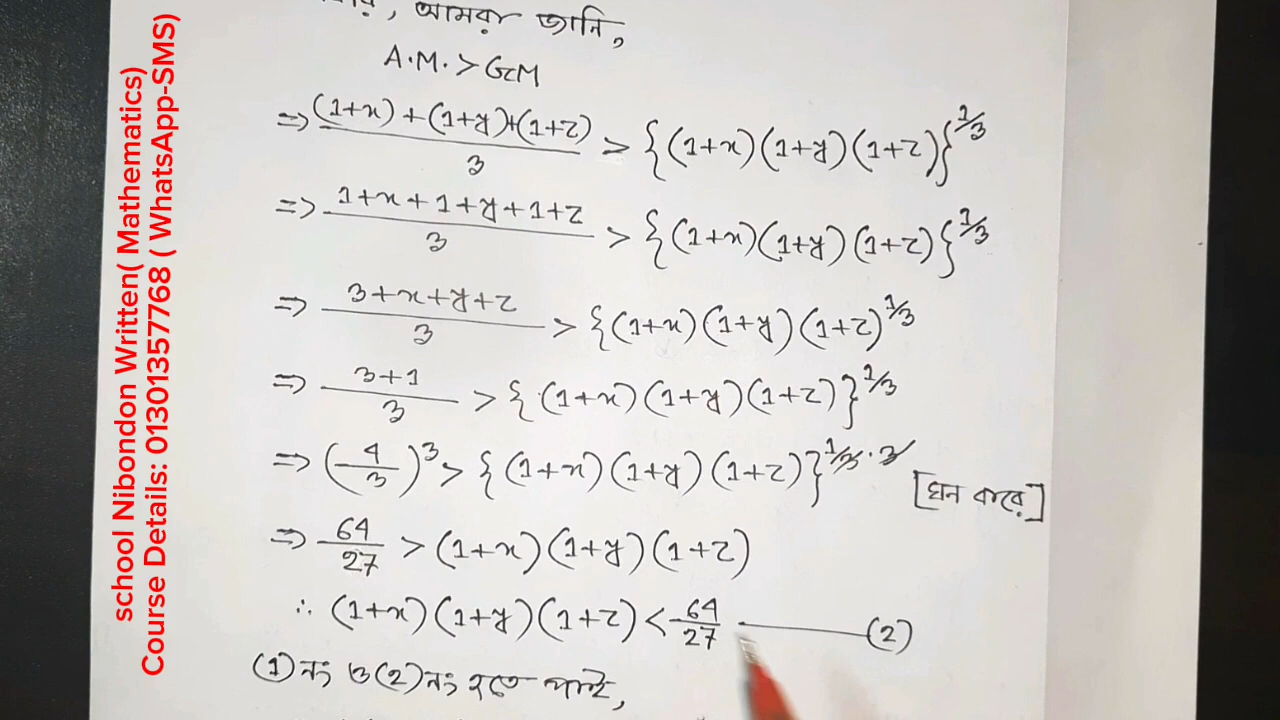 school Nibondon Written( Mathematics)
Course Details: 01301357768 ( WhatsApp-SMS)
আমরা জানি,
A.M. > GM
⇒ (1+x)+(1+y)+(1+z)/3 > {(1+x)(1+y)(1+z)}^1/3
⇒ 1+x+1+y+1+z/3 > {(1+x)(1+y)(1+z)}^1/3
⇒ 3+x+y+z/3 > {(1+x)(1+y)(1+z)^1/3
⇒ 3+1/3 > {(1+x)(1+y)(1+z)}^1/3
⇒ (4/3)^3 > {(1+x)(1+y)(1+z)}^1/3·3 [ঘন করে]
⇒ 64/27 > (1+x)(1+y)(1+z)
∴ (1+x)(1+y)(1+z) < 64/27 ——— (2)
(1) নং ও (2) নং হতে পাই,